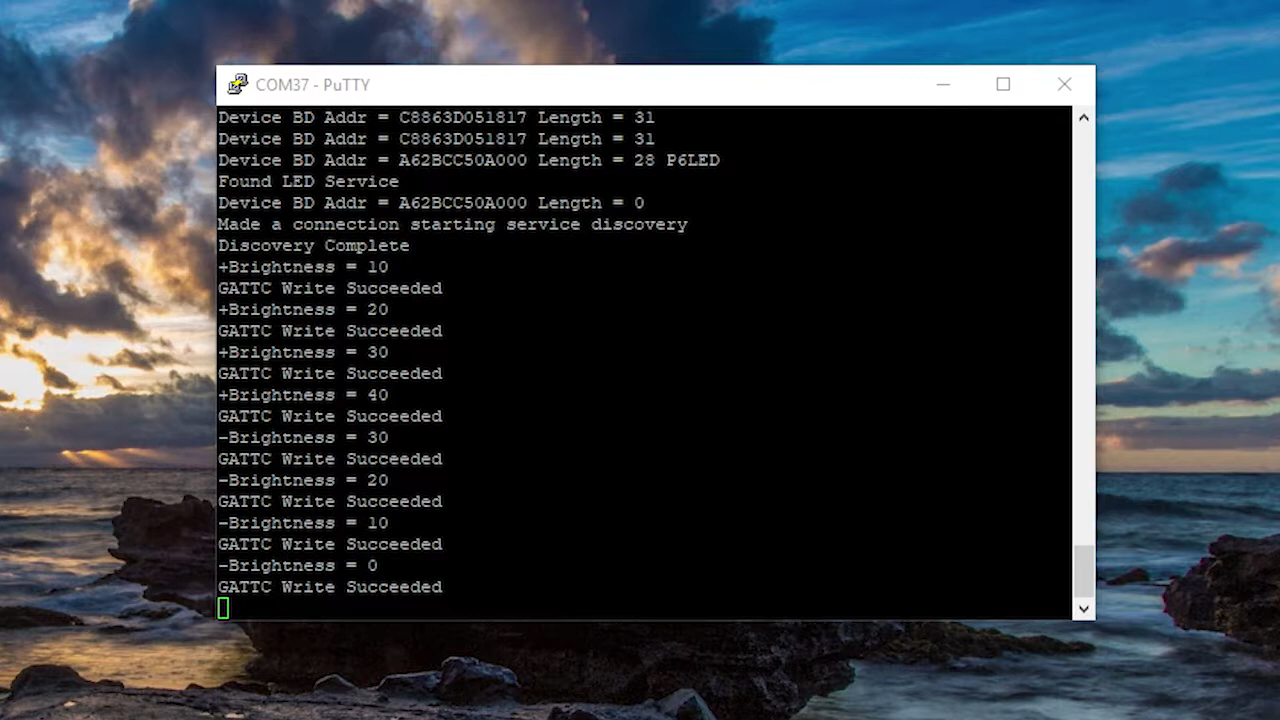 COM37 - PuTTY
Device BD Addr = C8863D051817 Length = 31
Device BD Addr = C8863D051817 Length = 31
Device BD Addr = A62BCC50A000 Length = 28 P6LED
Found LED Service
Device BD Addr = A62BCC50A000 Length = 0
Made a connection starting service discovery
Discovery Complete
+Brightness = 10
GATTC Write Succeeded
+Brightness = 20
GATTC Write Succeeded
+Brightness = 30
GATTC Write Succeeded
+Brightness = 40
GATTC Write Succeeded
-Brightness = 30
GATTC Write Succeeded
-Brightness = 20
GATTC Write Succeeded
-Brightness = 10
GATTC Write Succeeded
-Brightness = 0
GATTC Write Succeeded